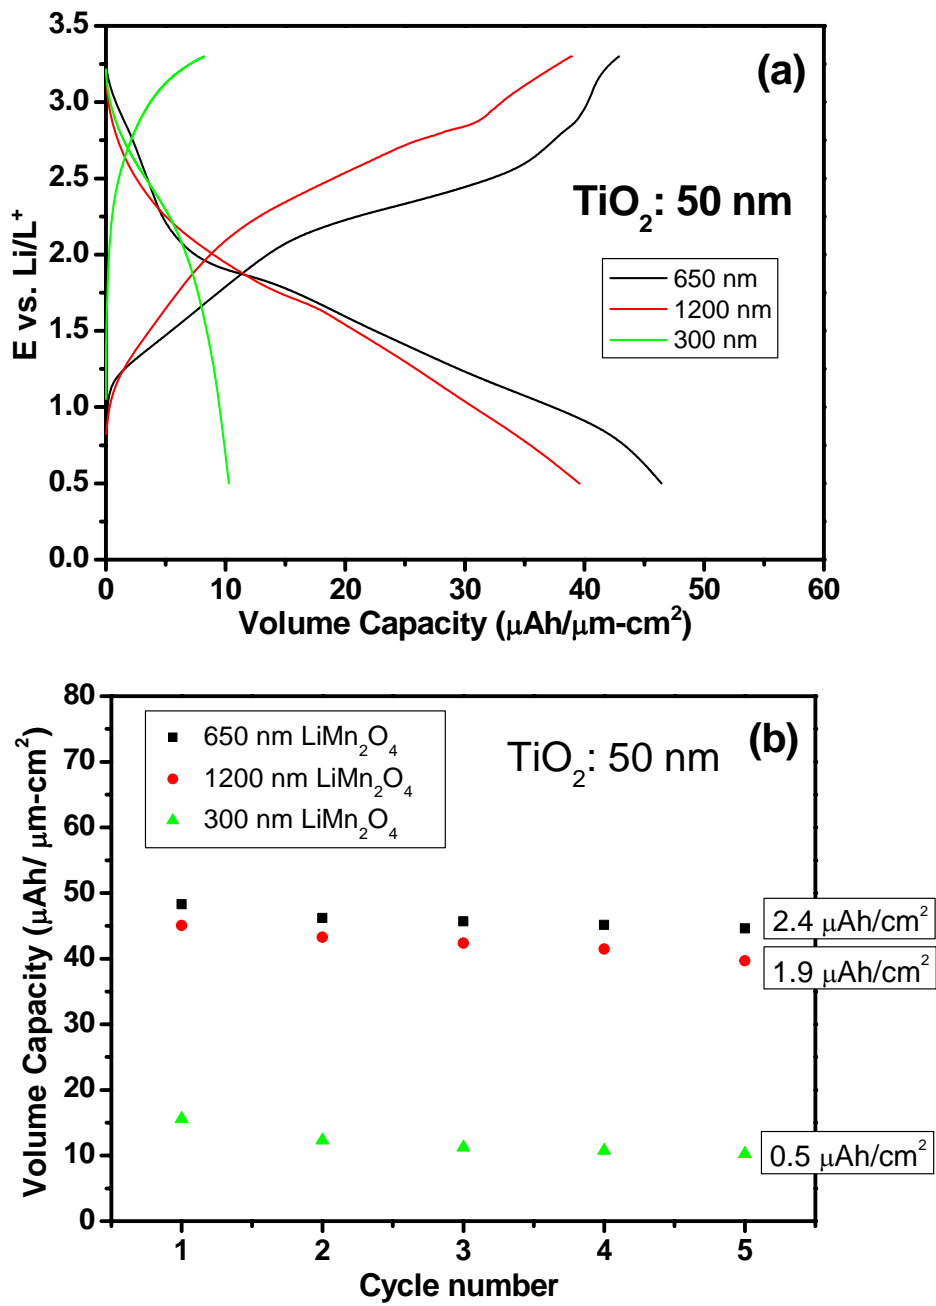 (a)
3.5
3.0
2.5
2.0
1.5
1.0
0.5
0.0
E vs. Li/L⁺
TiO₂: 50 nm
650 nm
1200 nm
300 nm
0 10 20 30 40 50 60
Volume Capacity (μAh/μm-cm²)
(b)
80
70
60
50
40
30
20
10
0
Volume Capacity (μAh/ μm-cm²)
650 nm LiMn₂O₄
1200 nm LiMn₂O₄
300 nm LiMn₂O₄
TiO₂: 50 nm
2.4 μAh/cm²
1.9 μAh/cm²
0.5 μAh/cm²
1 2 3 4 5
Cycle number